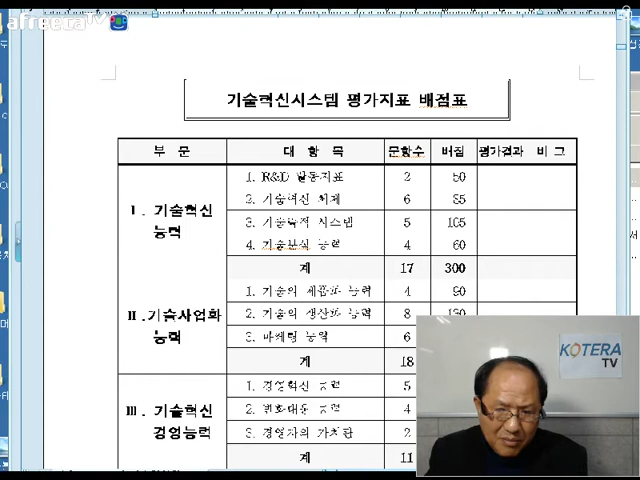 afreecaTV
기술혁신시스템 평가지표 배점표
부 문 대 항 목 문항수 배점 평가결과 비 고
Ⅰ. 기술혁신 능력
1. R&D 활동지표 2 50
2. 기술혁신 체제 6 85
3. 기술축적 시스템 5 105
4. 기술분석 능력 4 60
계 17 300
Ⅱ. 기술사업화 능력
1. 기술의 제품화 능력 4 90
2. 기술의 생산화 능력 8
3. 마케팅 능력 6
계 18
Ⅲ. 기술혁신 경영능력
1. 경영혁신 능력 5
2. 변화대응 능력 4
3. 경영자의 가치관 2
계 11
KOTERA
TV